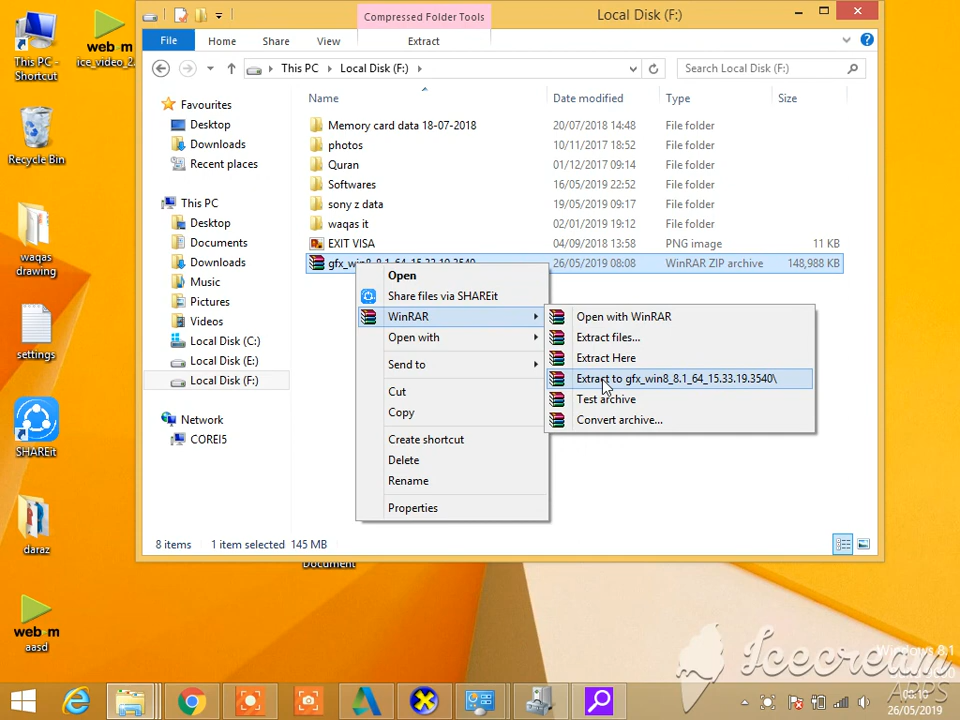 This PC - Shortcut
web.m
ice_video_2
Recycle Bin
waqas drawing
settings
SHAREit
daraz
web.m
aasd
Compressed Folder Tools
Local Disk (F:)
File
Home
Share
View
Extract
This PC
Local Disk (F:)
Search Local Disk (F:)
Favourites
Desktop
Downloads
Recent places
This PC
Desktop
Documents
Downloads
Music
Pictures
Videos
Local Disk (C:)
Local Disk (E:)
Local Disk (F:)
Network
COREI5
Name Date modified Type Size
Memory card data 18-07-2018 20/07/2018 14:48 File folder
photos 10/11/2017 18:52 File folder
Quran 01/12/2017 09:14 File folder
Softwares 16/05/2019 22:52 File folder
sony z data 19/05/2019 09:17 File folder
waqas it 02/01/2019 19:12 File folder
EXIT VISA 04/09/2018 13:58 PNG image 11 KB
gfx_win8_8.1_64_15.33.19.3540 26/05/2019 08:08 WinRAR ZIP archive 148,988 KB
Open
Share files via SHAREit
WinRAR
Open with
Send to
Cut
Copy
Create shortcut
Delete
Rename
Properties
Open with WinRAR
Extract files...
Extract Here
Extract to gfx_win8_8.1_64_15.33.19.3540\
Test archive
Convert archive...
8 items 1 item selected 145 MB
Document
Windows 8.1
Icecream
APPS
08:10
26/05/2019